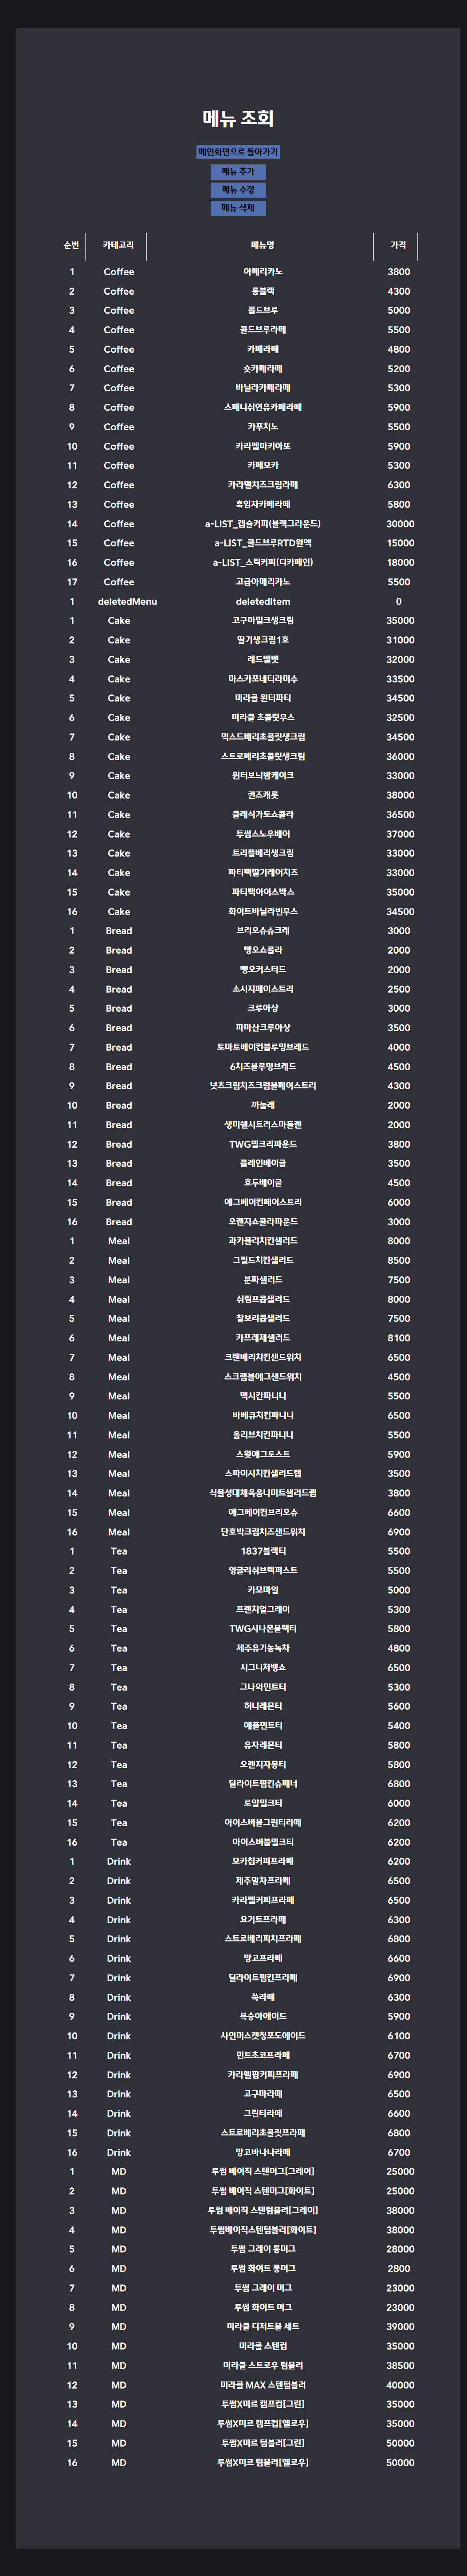 메뉴 조회
메인화면으로 돌아가기
메뉴 추가
메뉴 수정
메뉴 삭제
순번 카테고리 메뉴명 가격
1 Coffee 아메리카노 3800
2 Coffee 롱블랙 4300
3 Coffee 콜드브루 5000
4 Coffee 콜드브루라떼 5500
5 Coffee 카페라떼 4800
6 Coffee 숏카페라떼 5200
7 Coffee 바닐라카페라떼 5300
8 Coffee 스페니쉬연유카페라떼 5900
9 Coffee 카푸치노 5500
10 Coffee 카라멜마키아또 5900
11 Coffee 카페모카 5300
12 Coffee 카라멜치즈크림라떼 6300
13 Coffee 흑임자카페라떼 5800
14 Coffee a-LIST_캡슐커피(블랙그라운드) 30000
15 Coffee a-LIST_콜드브루RTD원액 15000
16 Coffee a-LIST_스틱커피(디카페인) 18000
17 Coffee 고급아메리카노 5500
1 deletedMenu deletedItem 0
1 Cake 고구마밀크생크림 35000
2 Cake 딸기생크림1호 31000
3 Cake 레드벨벳 32000
4 Cake 마스카포네티라미수 33500
5 Cake 미라클 윈터파티 34500
6 Cake 미라클 초콜릿무스 32500
7 Cake 믹스드베리초콜릿생크림 34500
8 Cake 스트로베리초콜릿생크림 36000
9 Cake 윈터보늬밤케이크 33000
10 Cake 퀸즈캐롯 38000
11 Cake 클래식가토쇼콜라 36500
12 Cake 투썸스노우베어 37000
13 Cake 트리플베리생크림 33000
14 Cake 파티팩딸기레어치즈 33000
15 Cake 파티팩아이스박스 35000
16 Cake 화이트바닐라빈무스 34500
1 Bread 브리오슈슈크레 3000
2 Bread 뺑오쇼콜라 2000
3 Bread 뺑오커스터드 2000
4 Bread 소시지페이스트리 2500
5 Bread 크루아상 3000
6 Bread 파마산크루아상 3500
7 Bread 토마토베이컨블루밍브레드 4000
8 Bread 6치즈블루밍브레드 4500
9 Bread 넛츠크림치즈크럼블페이스트리 4300
10 Bread 까눌레 2000
11 Bread 생미쉘시트러스마들렌 2000
12 Bread TWG밀크리파운드 3800
13 Bread 플레인베이글 3500
14 Bread 호두베이글 4500
15 Bread 에그베이컨페이스트리 6000
16 Bread 오렌지쇼콜라파운드 3000
1 Meal 과카몰리치킨샐러드 8000
2 Meal 그릴드치킨샐러드 8500
3 Meal 분짜샐러드 7500
4 Meal 쉬림프콥샐러드 8000
5 Meal 찰보리콥샐러드 7500
6 Meal 카프레제샐러드 8100
7 Meal 크랜베리치킨샌드위치 6500
8 Meal 스크램블에그샌드위치 4500
9 Meal 멕시칸파니니 5500
10 Meal 바베큐치킨파니니 6500
11 Meal 올리브치킨파니니 5500
12 Meal 스윗에그토스트 5900
13 Meal 스파이시치킨샐러드랩 3500
14 Meal 식물성대체육옴니미트샐러드랩 3800
15 Meal 에그베이컨브리오슈 6600
16 Meal 단호박크림치즈샌드위치 6900
1 Tea 1837블랙티 5500
2 Tea 잉글리쉬브렉퍼스트 5500
3 Tea 카모마일 5000
4 Tea 프렌치얼그레이 5300
5 Tea TWG시나몬블랙티 5800
6 Tea 제주유기농녹차 4800
7 Tea 시그니처뱅쇼 6500
8 Tea 그나와민트티 5300
9 Tea 허니레몬티 5600
10 Tea 애플민트티 5400
11 Tea 유자레몬티 5800
12 Tea 오렌지자몽티 5800
13 Tea 딜라이트펌킨슈페너 6800
14 Tea 로얄밀크티 6000
15 Tea 아이스버블그린티라떼 6200
16 Tea 아이스버블밀크티 6200
1 Drink 모카칩커피프라페 6200
2 Drink 제주말차프라페 6500
3 Drink 카라멜커피프라페 6500
4 Drink 요거트프라페 6300
5 Drink 스트로베리피치프라페 6800
6 Drink 망고프라페 6600
7 Drink 딜라이트펌킨프라페 6900
8 Drink 쑥라떼 6300
9 Drink 복숭아에이드 5900
10 Drink 샤인머스캣청포도에이드 6100
11 Drink 민트초코프라페 6700
12 Drink 카라멜팝커피프라페 6900
13 Drink 고구마라떼 6500
14 Drink 그린티라떼 6600
15 Drink 스트로베리초콜릿프라페 6800
16 Drink 망고바나나라떼 6700
1 MD 투썸 베이직 스텐머그[그레이] 25000
2 MD 투썸 베이직 스텐머그[화이트] 25000
3 MD 투썸 베이직 스텐텀블러[그레이] 38000
4 MD 투썸베이직스텐텀블러[화이트] 38000
5 MD 투썸 그레이 롱머그 28000
6 MD 투썸 화이트 롱머그 2800
7 MD 투썸 그레이 머그 23000
8 MD 투썸 화이트 머그 23000
9 MD 미라클 디저트볼 세트 39000
10 MD 미라클 스텐컵 35000
11 MD 미라클 스트로우 텀블러 38500
12 MD 미라클 MAX 스텐텀블러 40000
13 MD 투썸X미르 캠프컵[그린] 35000
14 MD 투썸X미르 캠프컵[옐로우] 35000
15 MD 투썸X미르 텀블러[그린] 50000
16 MD 투썸X미르 텀블러[옐로우] 50000